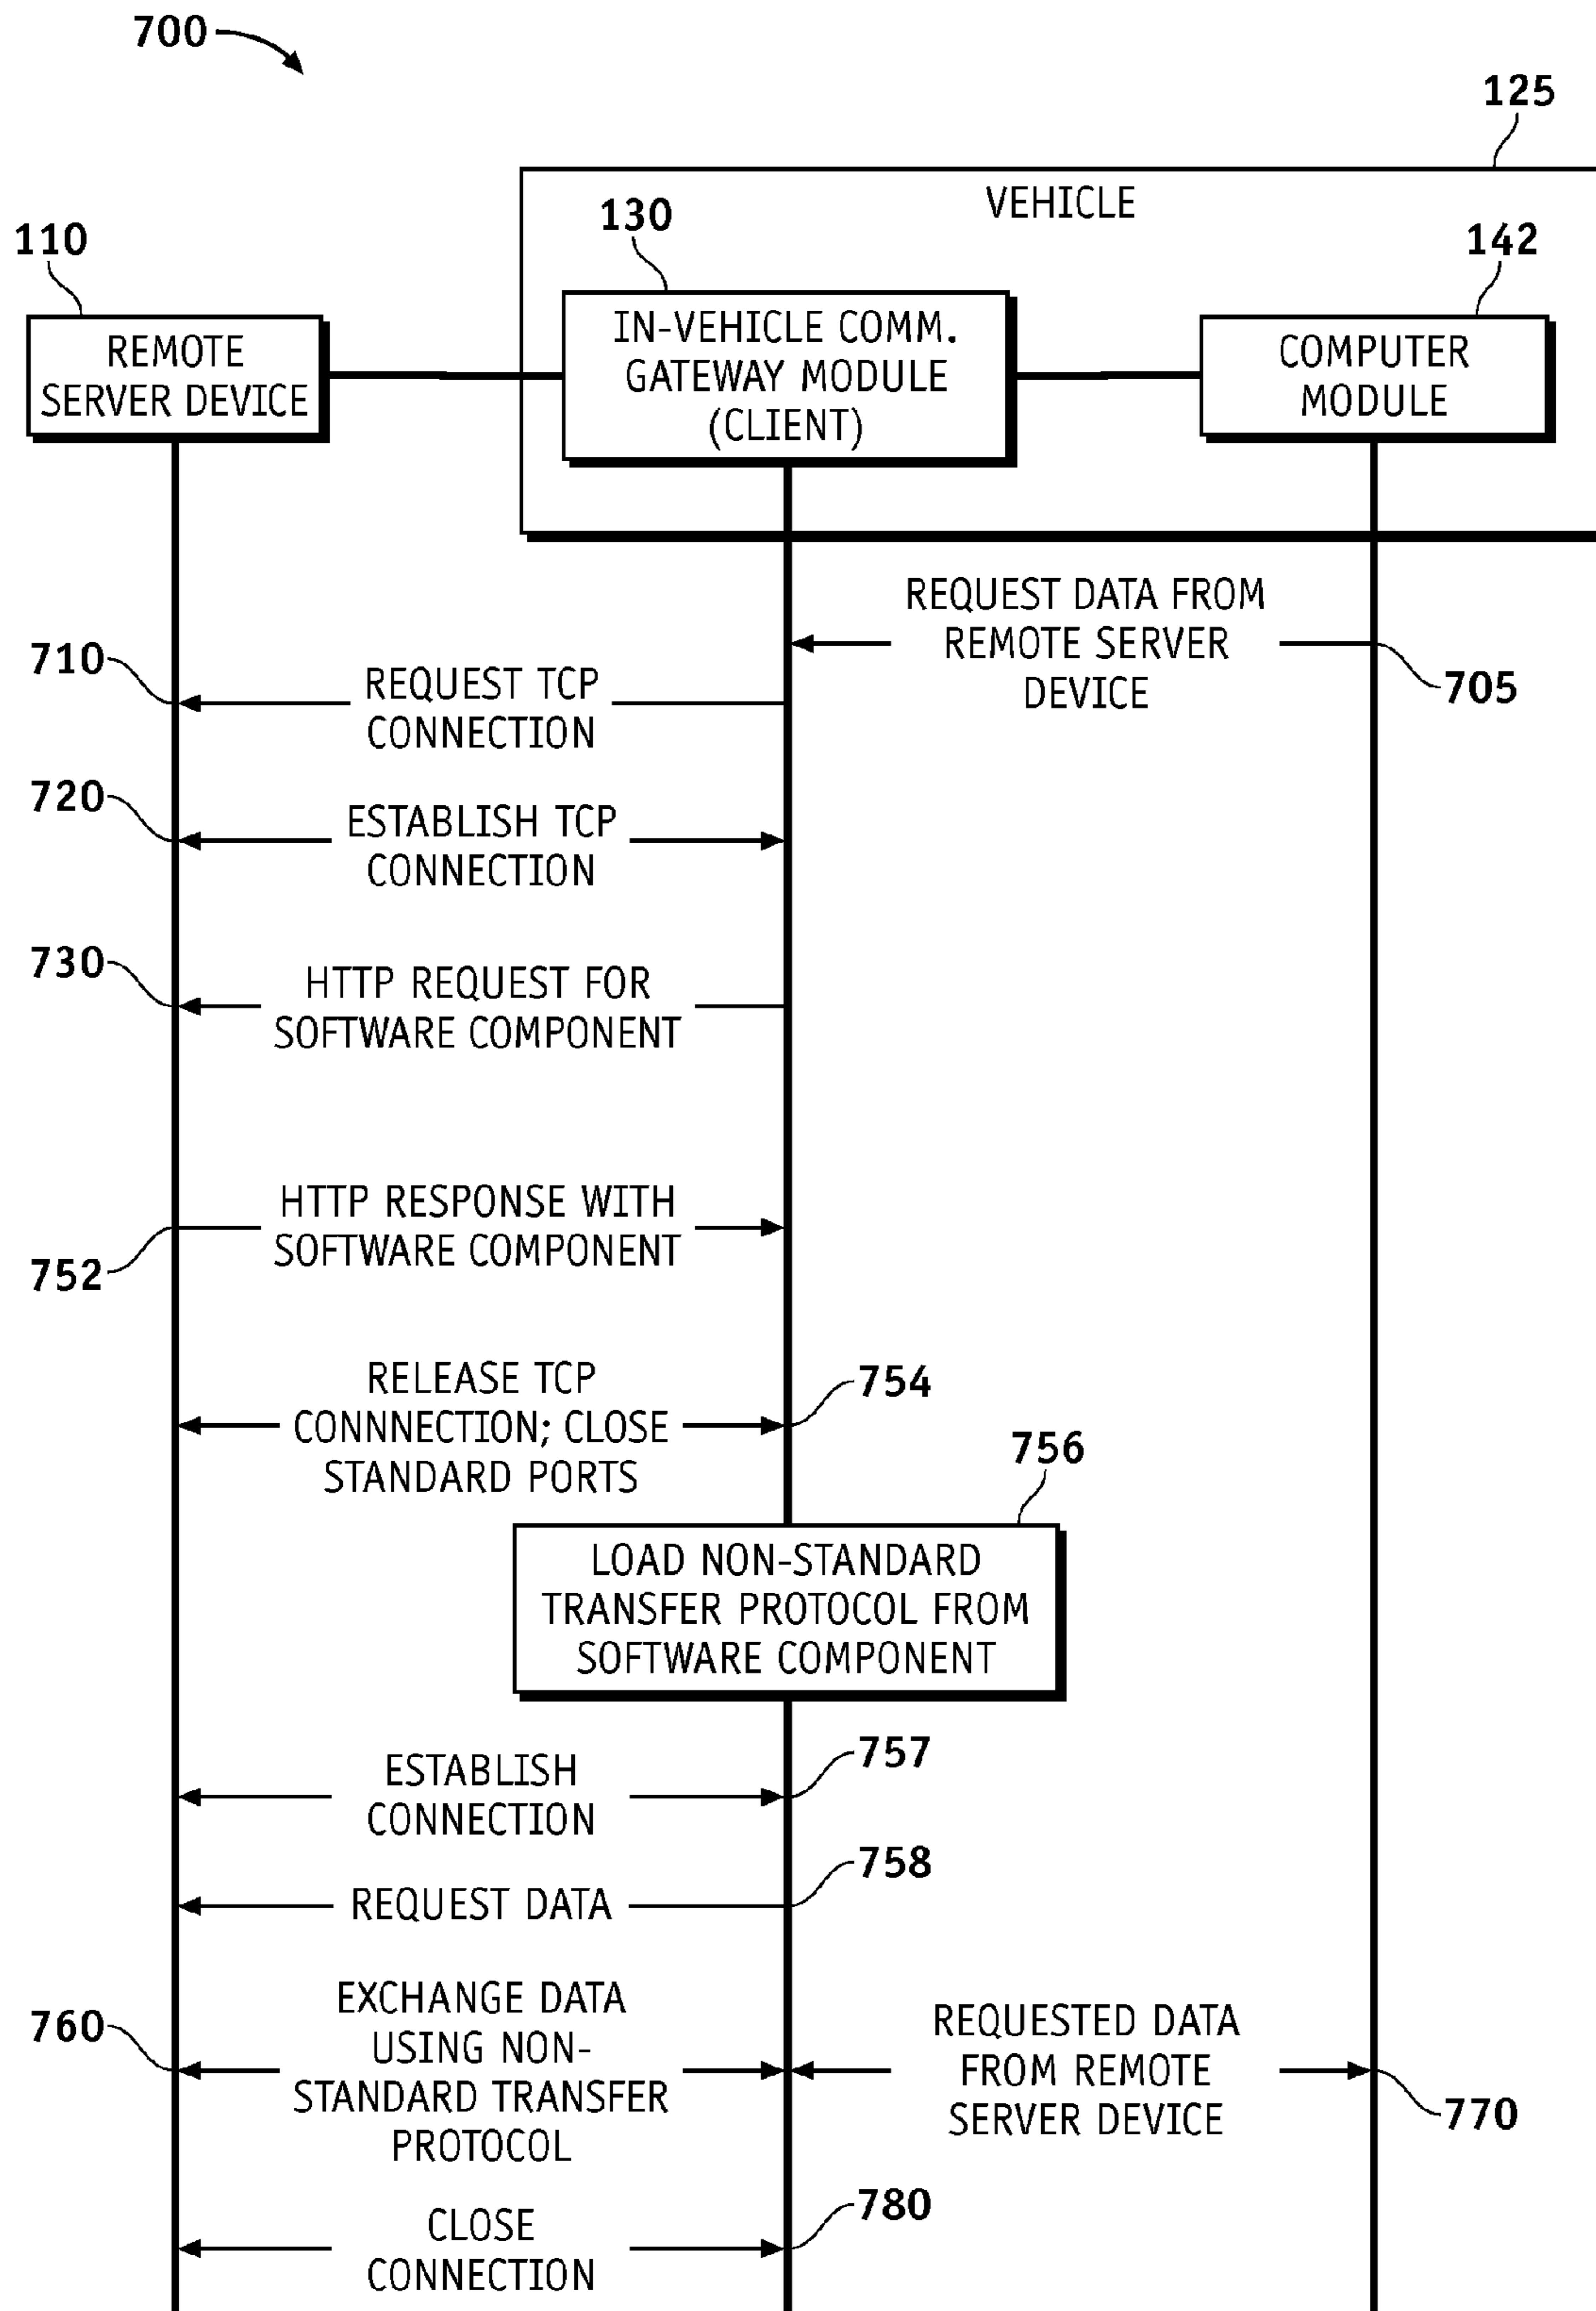 700
125
VEHICLE
130
110
142
REMOTE
SERVER DEVICE
IN-VEHICLE COMM.
GATEWAY MODULE
(CLIENT)
COMPUTER
MODULE
REQUEST DATA FROM
REMOTE SERVER
DEVICE
705
710
REQUEST TCP
CONNECTION
720
ESTABLISH TCP
CONNECTION
730
HTTP REQUEST FOR
SOFTWARE COMPONENT
HTTP RESPONSE WITH
SOFTWARE COMPONENT
752
RELEASE TCP
CONNNECTION; CLOSE
STANDARD PORTS
754
756
LOAD NON-STANDARD
TRANSFER PROTOCOL FROM
SOFTWARE COMPONENT
757
ESTABLISH
CONNECTION
758
REQUEST DATA
760
EXCHANGE DATA
USING NON-
STANDARD TRANSFER
PROTOCOL
REQUESTED DATA
FROM REMOTE
SERVER DEVICE
770
780
CLOSE
CONNECTION